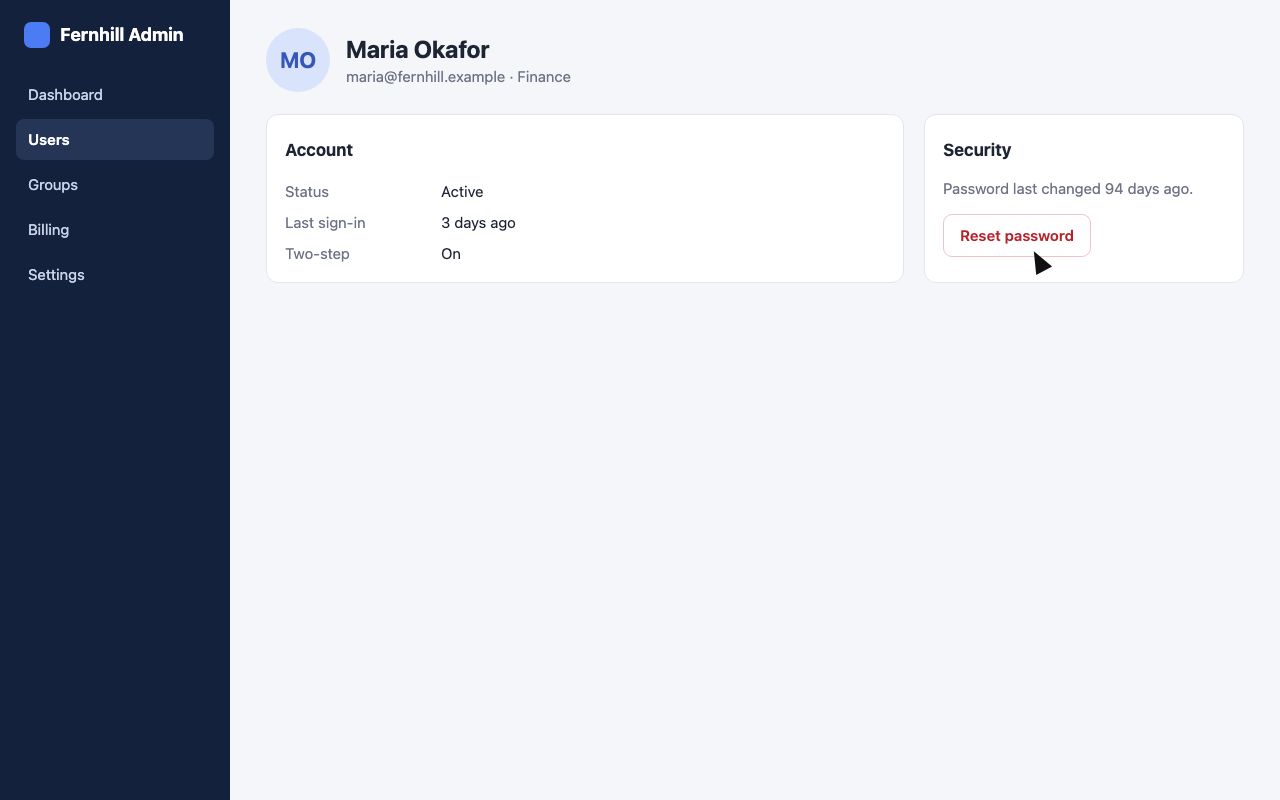 Fernhill Admin
Dashboard
Users
Groups
Billing
Settings
MO
Maria Okafor
maria@fernhill.example · Finance
Account
Status Active
Last sign-in 3 days ago
Two-step On
Security
Password last changed 94 days ago.
Reset password